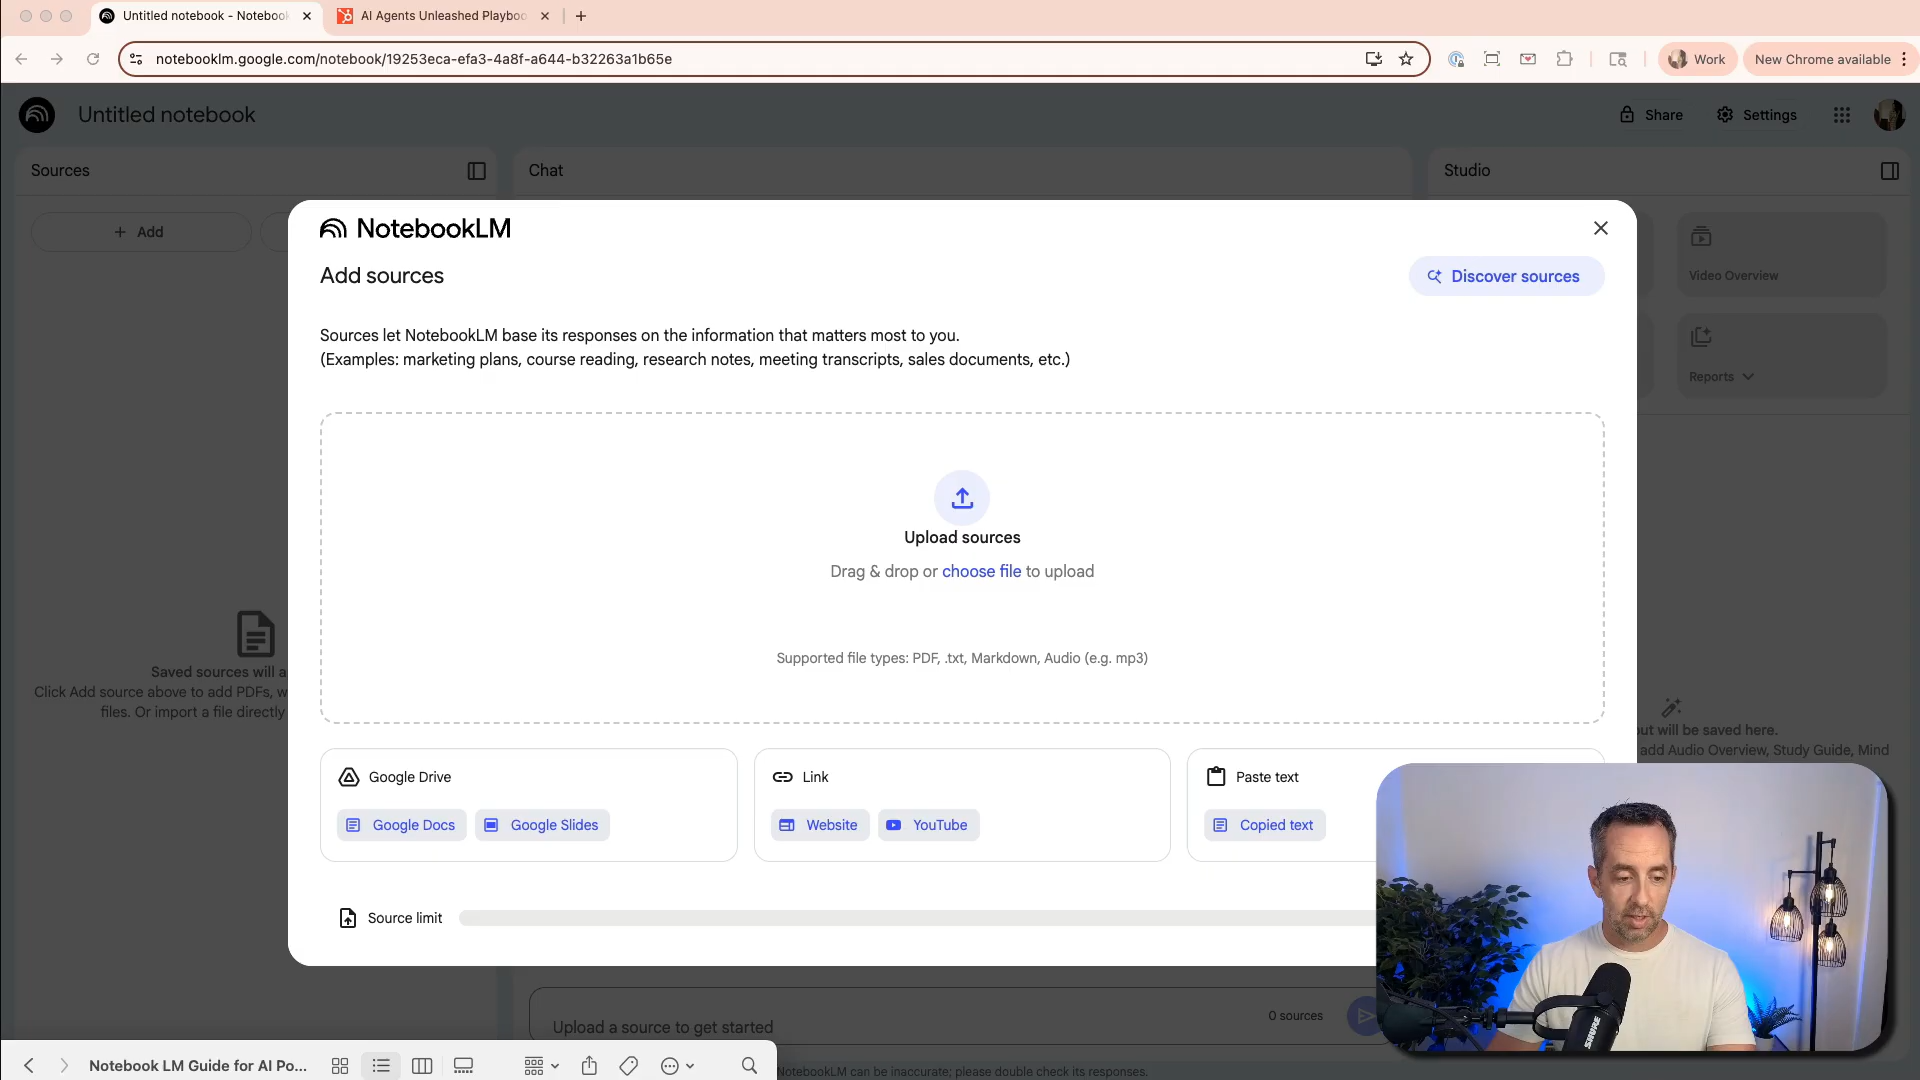 Untitled notebook - Notebook
AI Agents Unleashed Playboo
notebooklm.google.com/notebook/19253eca-efa3-4a8f-a644-b32263a1b65e
Work
New Chrome available
Untitled notebook
Share
Settings
Sources
Chat
Studio
+ Add
NotebookLM
Add sources
Discover sources
Video Overview
Sources let NotebookLM base its responses on the information that matters most to you.
(Examples: marketing plans, course reading, research notes, meeting transcripts, sales documents, etc.)
Reports
Upload sources
Drag & drop or choose file to upload
Supported file types: PDF, .txt, Markdown, Audio (e.g. mp3)
Saved sources will a
Click Add source above to add PDFs, w
files. Or import a file directly
out will be saved here.
add Audio Overview, Study Guide, Mind
Google Drive
Google Docs
Google Slides
Link
Website
YouTube
Paste text
Copied text
Source limit
Upload a source to get started
0 sources
SHURE
Notebook LM Guide for AI Po...
NotebookLM can be inaccurate; please double check its responses.